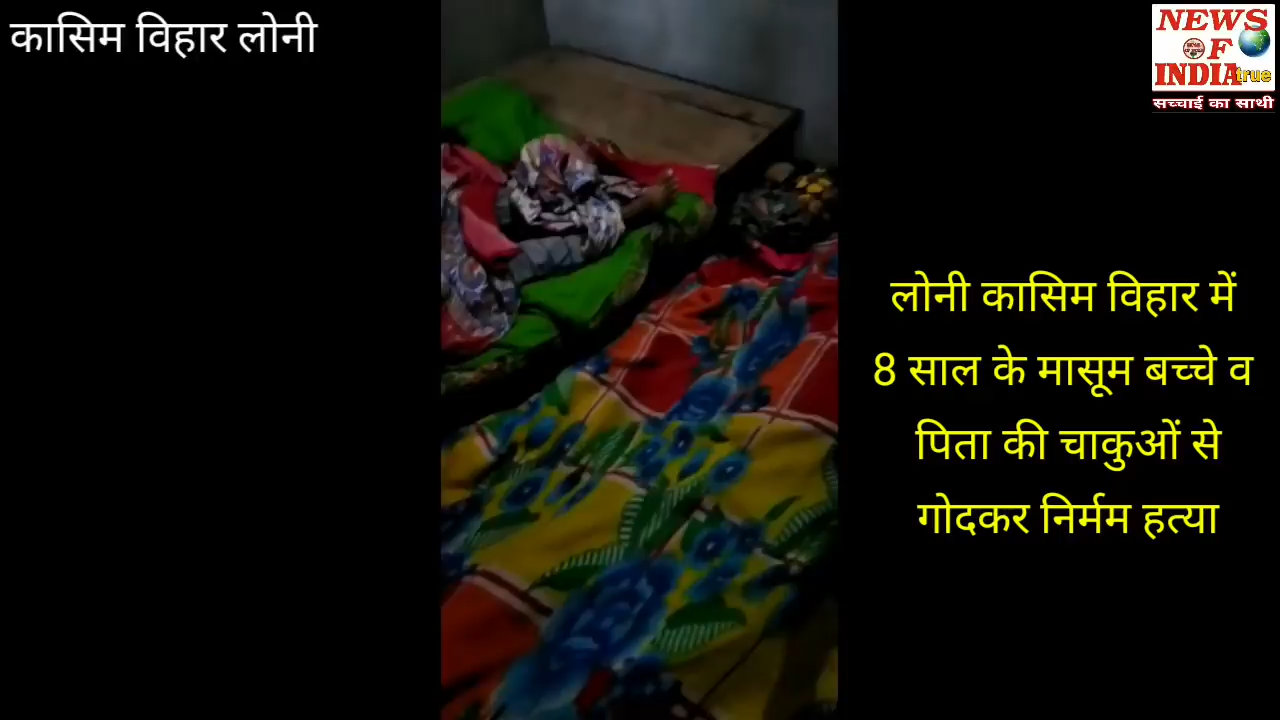 कासिम विहार लोनी
NEWS
OF
INDIA true
सच्चाई का साथी
लोनी कासिम विहार में
8 साल के मासूम बच्चे व
पिता की चाकुओं से
गोदकर निर्मम हत्या